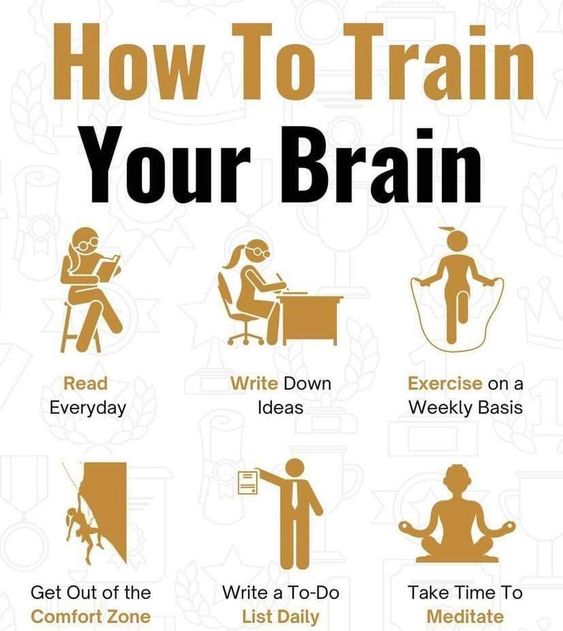 How To Train
Your Brain
Read
Everyday
Write Down
Ideas
Exercise on a
Weekly Basis
Get Out of the
Comfort Zone
Write a To-Do
List Daily
Take Time To
Meditate